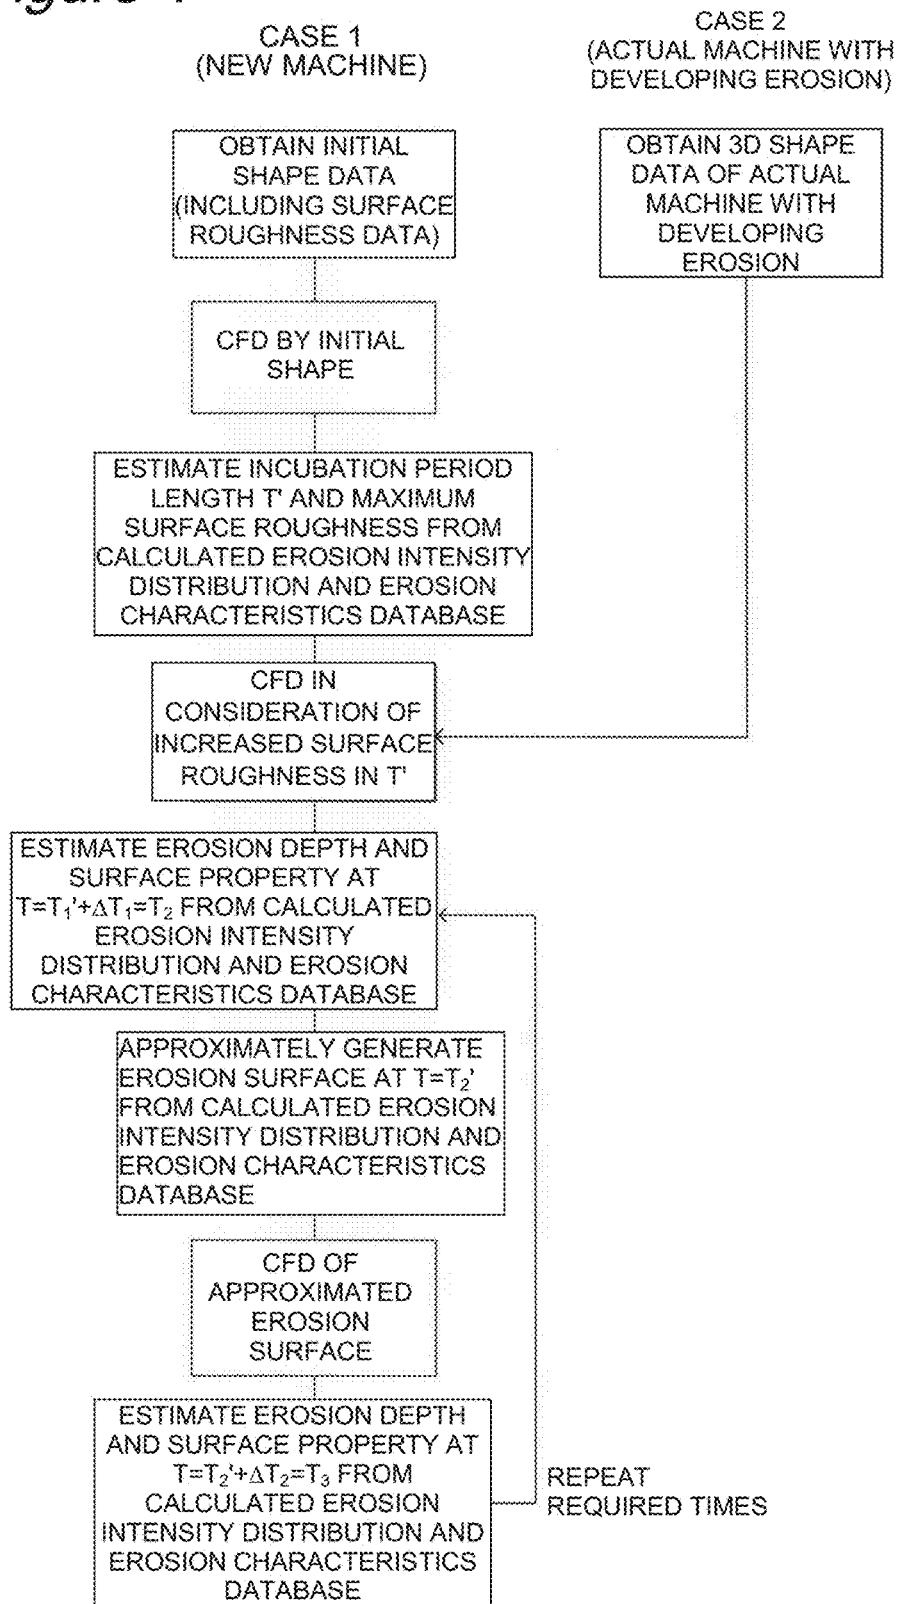 CASE 1
(NEW MACHINE)
CASE 2
(ACTUAL MACHINE WITH
DEVELOPING EROSION)
OBTAIN INITIAL
SHAPE DATA
(INCLUDING SURFACE
ROUGHNESS DATA)
OBTAIN 3D SHAPE
DATA OF ACTUAL
MACHINE WITH
DEVELOPING
EROSION
CFD BY INITIAL
SHAPE
ESTIMATE INCUBATION PERIOD
LENGTH T' AND MAXIMUM
SURFACE ROUGHNESS FROM
CALCULATED EROSION INTENSITY
DISTRIBUTION AND EROSION
CHARACTERISTICS DATABASE
CFD IN
CONSIDERATION OF
INCREASED SURFACE
ROUGHNESS IN T'
ESTIMATE EROSION DEPTH AND
SURFACE PROPERTY AT
T=T₁'+ΔT₁=T₂ FROM CALCULATED
EROSION INTENSITY
DISTRIBUTION AND EROSION
CHARACTERISTICS DATABASE
APPROXIMATELY GENERATE
EROSION SURFACE AT T=T₂'
FROM CALCULATED EROSION
INTENSITY DISTRIBUTION AND
EROSION CHARACTERISTICS
DATABASE
CFD OF
APPROXIMATED
EROSION
SURFACE
ESTIMATE EROSION DEPTH
AND SURFACE PROPERTY AT
T=T₂'+ΔT₂=T₃ FROM
CALCULATED EROSION
INTENSITY DISTRIBUTION AND
EROSION CHARACTERISTICS
DATABASE
REPEAT
REQUIRED TIMES